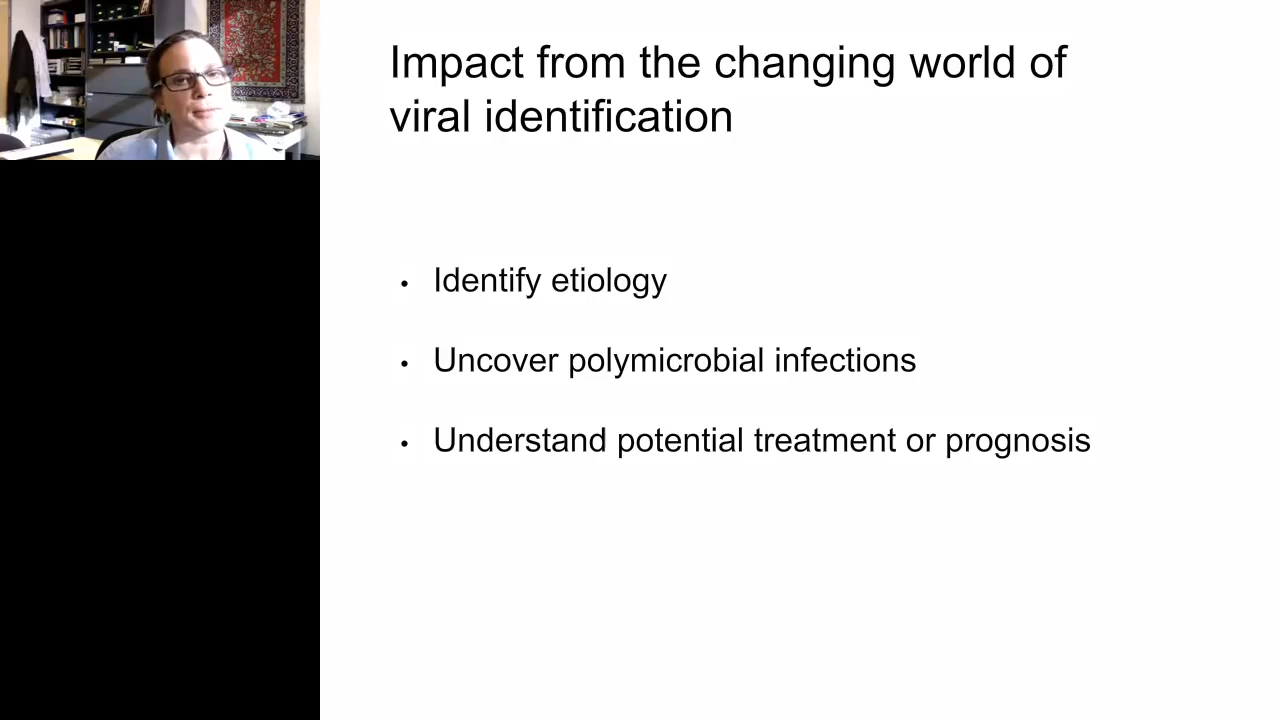 Impact from the changing world of
viral identification
• Identify etiology
• Uncover polymicrobial infections
• Understand potential treatment or prognosis